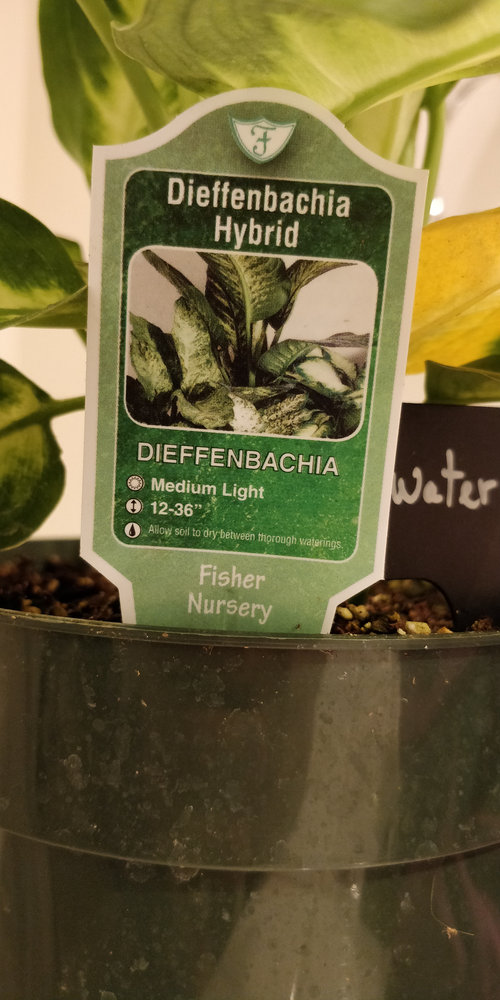 F
Dieffenbachia
Hybrid
DIEFFENBACHIA
Medium Light
12-36"
Allow soil to dry between thorough waterings.
Fisher
Nursery
Water